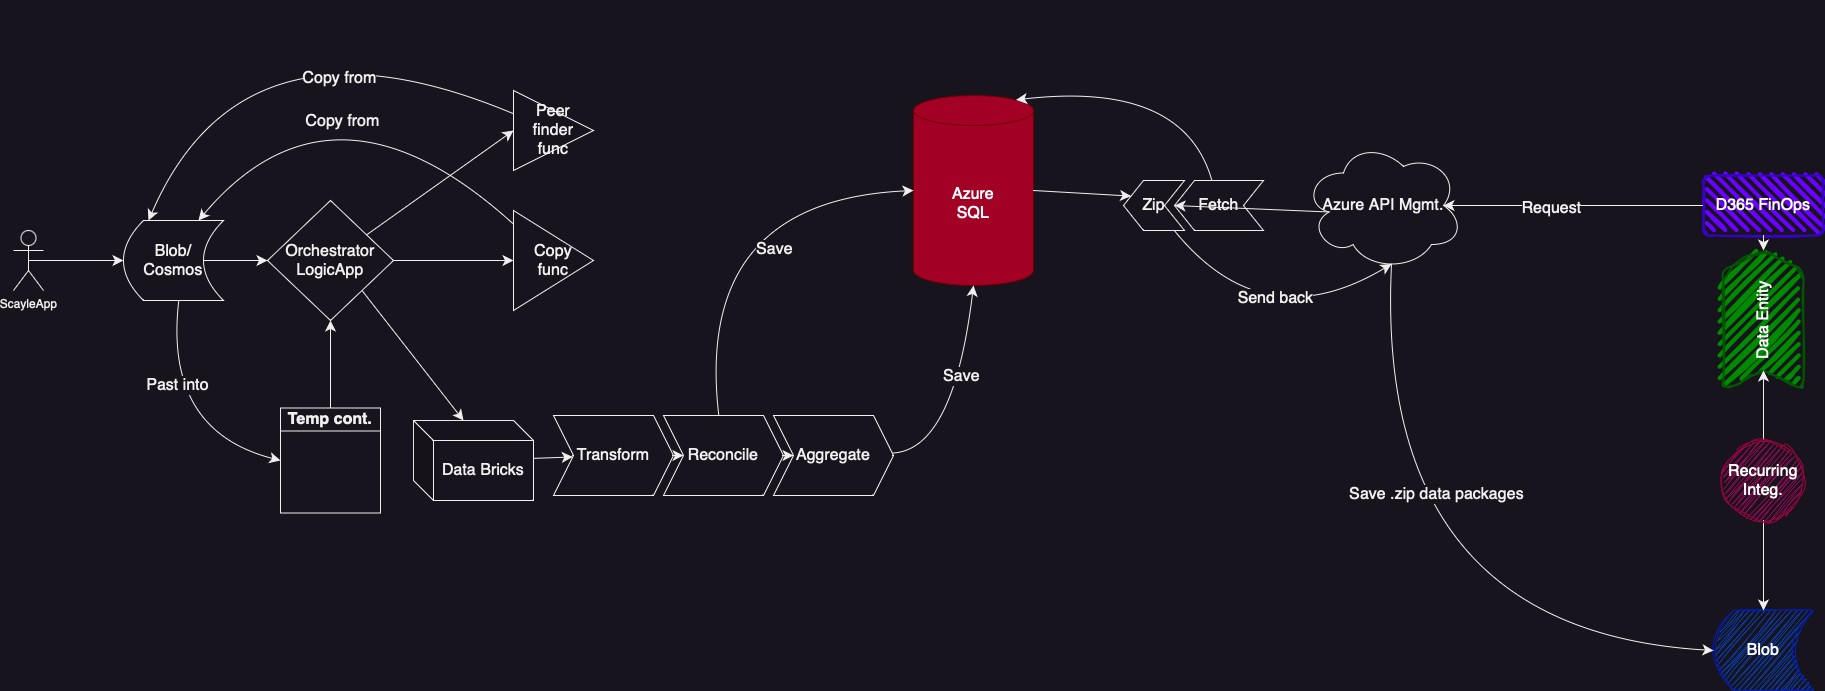 Copy from
Peer
finder
func
Copy from
Azure
SQL
Zip
Fetch
Azure API Mgmt.
Request
D365 FinOps
Blob/
Cosmos
Orchestrator
LogicApp
Copy
func
Save
Send back
ScayleApp
Data Entity
Past into
Save
Temp cont.
Data Bricks
Transform
Reconcile
Aggregate
Recurring
Integ.
Save .zip data packages
Blob